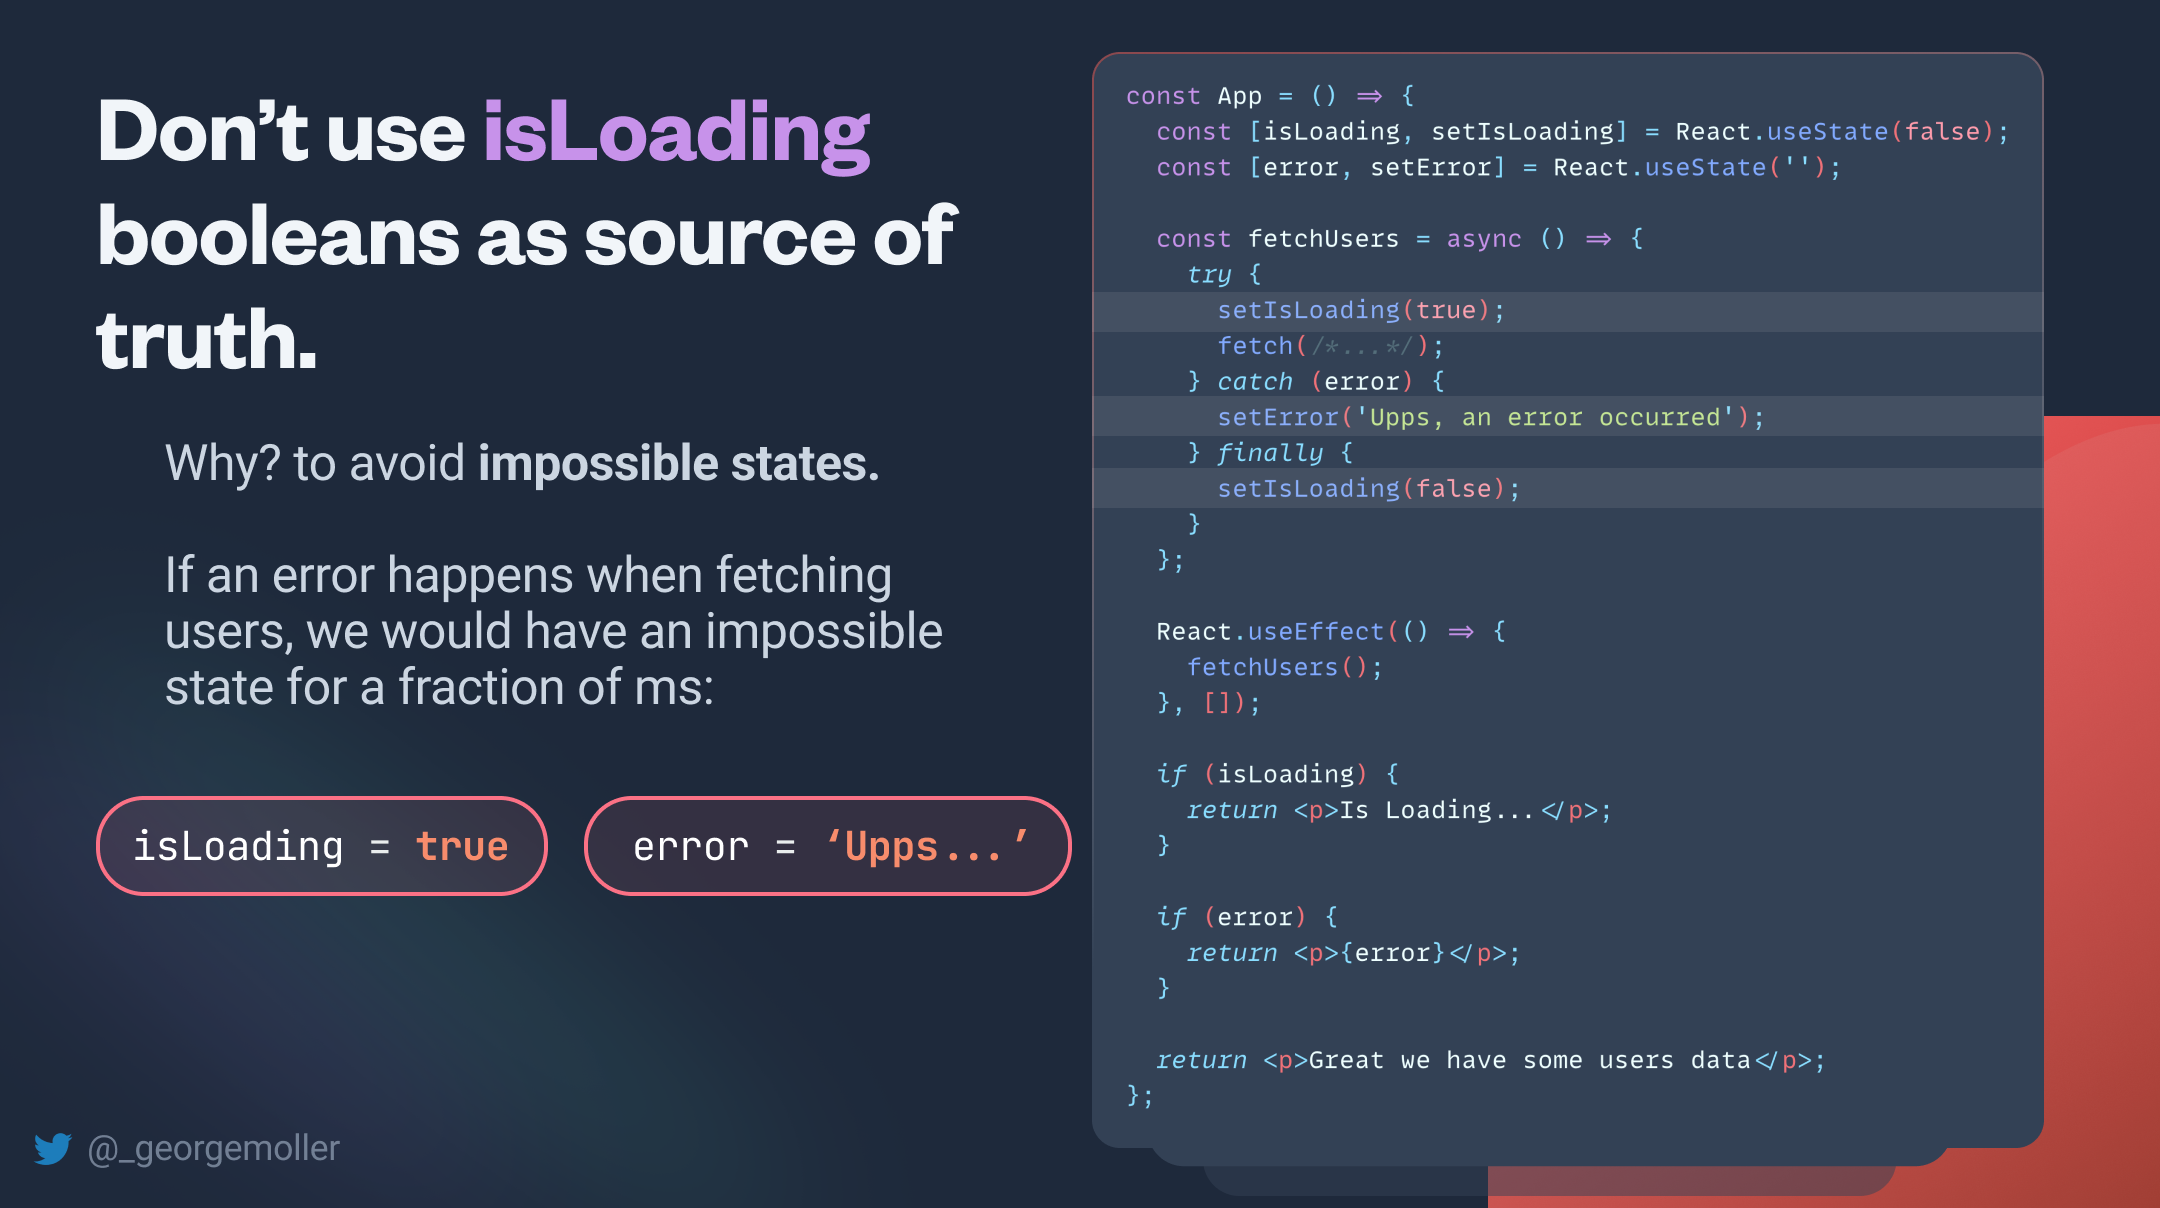 Don’t use isLoading
booleans as source of
truth.
Why? to avoid impossible states.
If an error happens when fetching
users, we would have an impossible
state for a fraction of ms:
isLoading = true
error = ‘Upps...’
@_georgemoller
const App = () => {
  const [isLoading, setIsLoading] = React.useState(false);
  const [error, setError] = React.useState('');

  const fetchUsers = async () => {
    try {
      setIsLoading(true);
      fetch(/*...*/);
    } catch (error) {
      setError('Upps, an error occurred');
    } finally {
      setIsLoading(false);
    }
  };

  React.useEffect(() => {
    fetchUsers();
  }, []);

  if (isLoading) {
    return <p>Is Loading...</p>;
  }

  if (error) {
    return <p>{error}</p>;
  }

  return <p>Great we have some users data</p>;
};